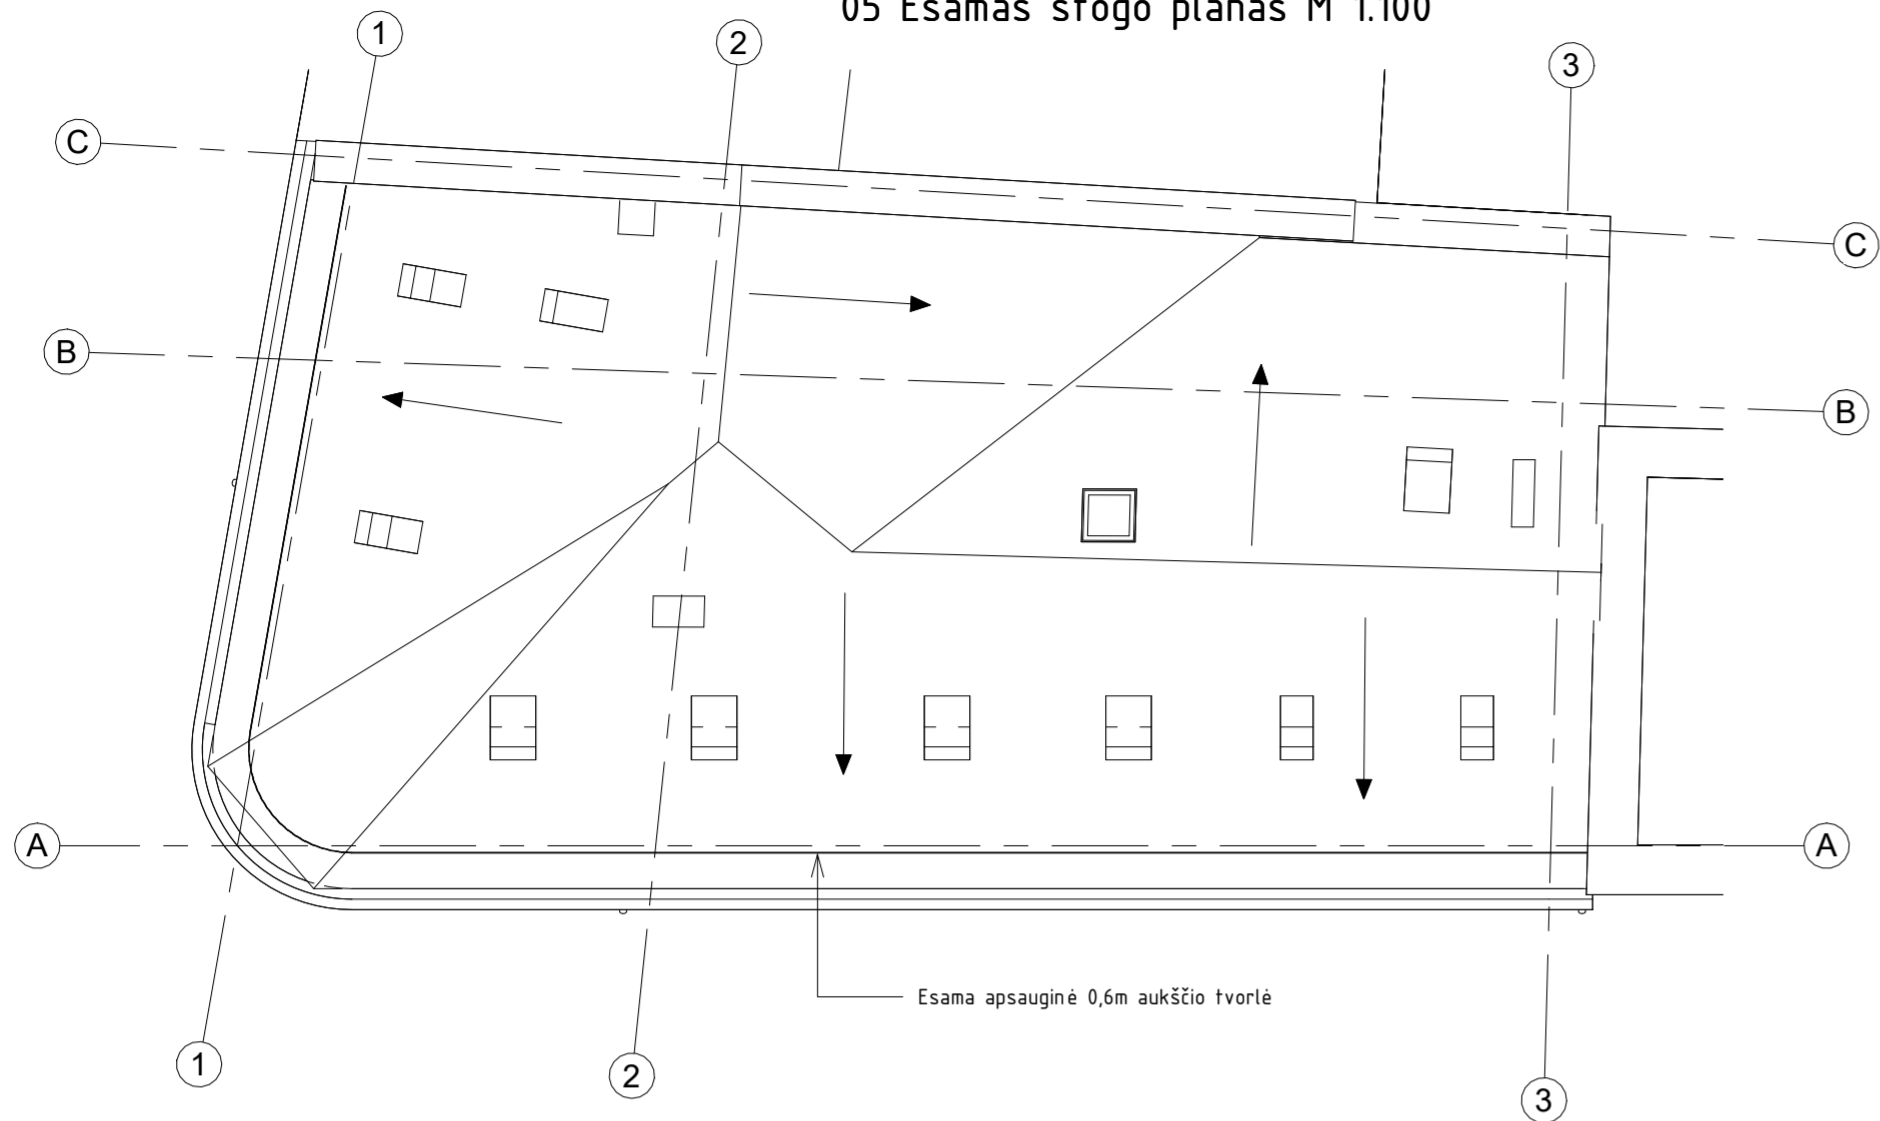 05 Esamas stogo planas M 1:100
1
2
3
C
C
B
B
A
A
Esama apsauginė 0,6m aukščio tvorlė
1
2
3